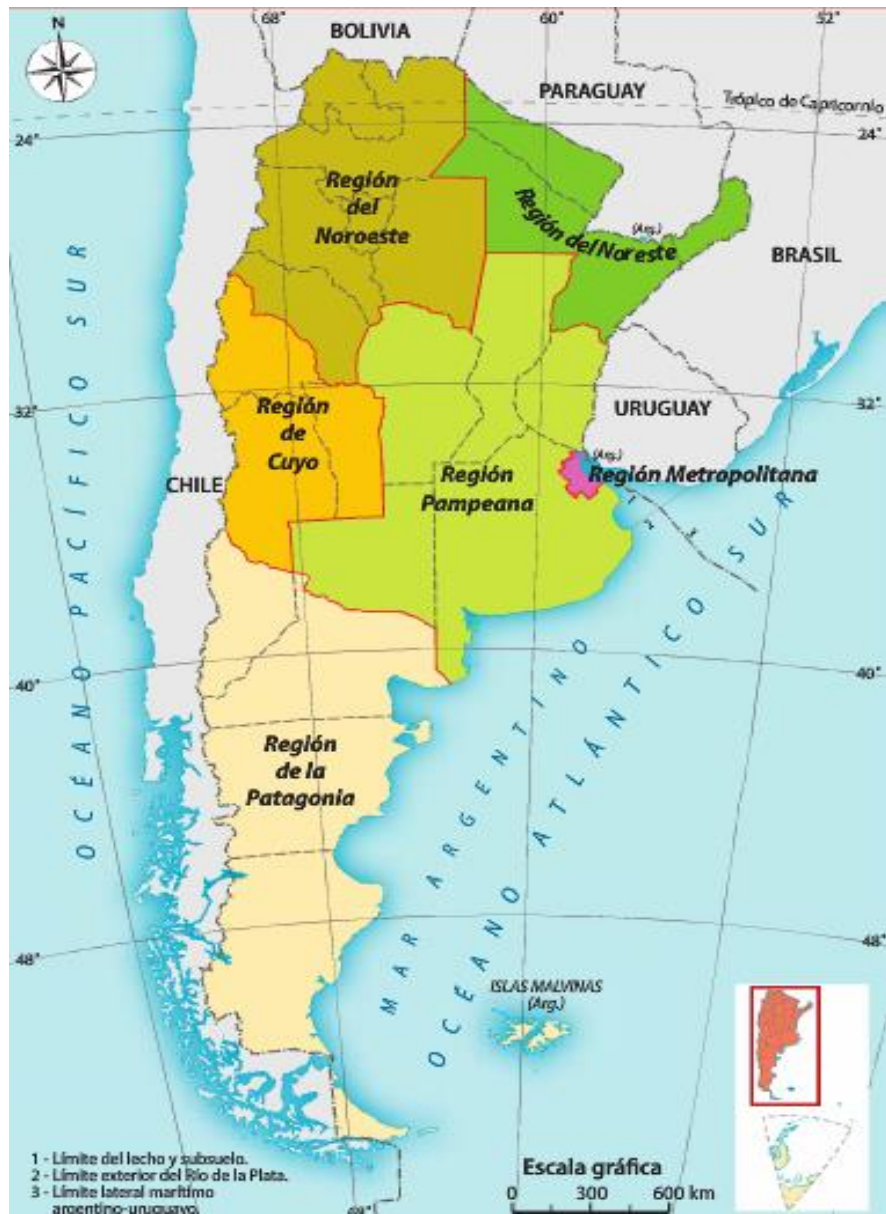 68°
60°
52°
N
BOLIVIA
PARAGUAY
Trópico de Capricornio
24°
24°
Región
del
Noroeste
(Arg.)
Región del Noreste
BRASIL
32°
32°
Región
de
Cuyo
URUGUAY
(Arg.)
CHILE
Región
Pampeana
Región Metropolitana
1
2
3
OCÉANO PACÍFICO SUR
40°
40°
Región
de la
Patagonia
MAR ARGENTINO
OCÉANO ATLÁNTICO SUR
48°
48°
ISLAS MALVINAS
(Arg.)
1 - Límite del lecho y subsuelo.
2 - Límite exterior del Río de la Plata.
3 - Límite lateral marítimo
argentino-uruguayo.
68°
Escala gráfica
0 300 600 km